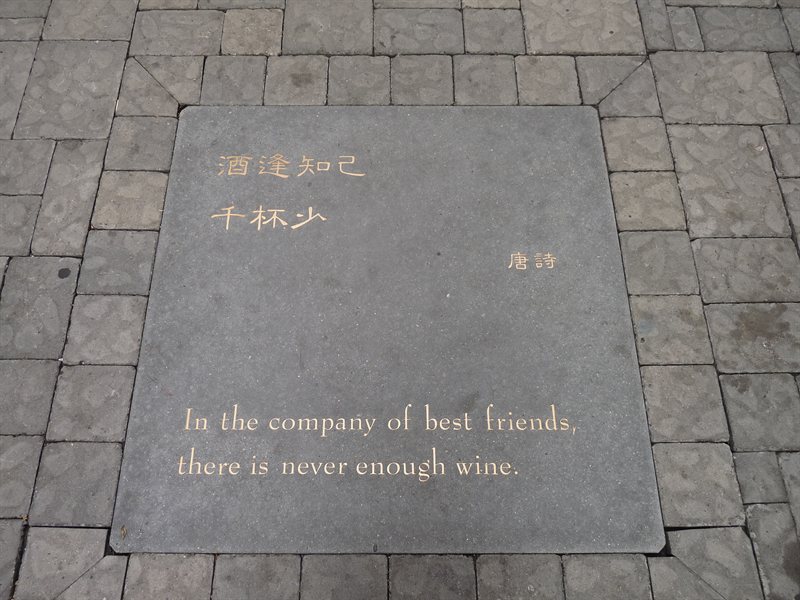 酒逢知己
千杯少
唐詩
In the company of best friends,
there is never enough wine.